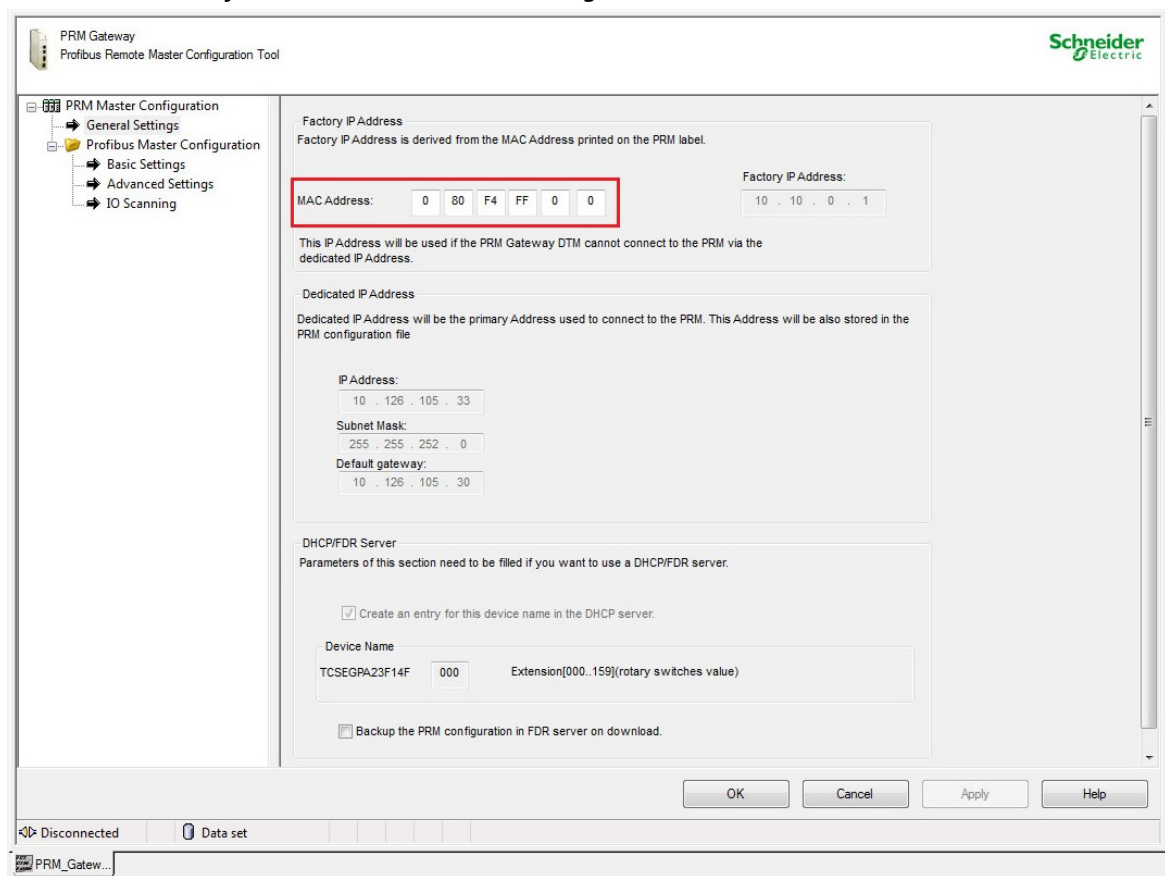 PRM Gateway
Profibus Remote Master Configuration Tool
Schneider
Electric
PRM Master Configuration
General Settings
Profibus Master Configuration
Basic Settings
Advanced Settings
IO Scanning
Factory IP Address
Factory IP Address is derived from the MAC Address printed on the PRM label.
Factory IP Address:
MAC Address: 0 80 F4 FF 0 0
10 . 10 . 0 . 1
This IP Address will be used if the PRM Gateway DTM cannot connect to the PRM via the
dedicated IP Address.
Dedicated IP Address
Dedicated IP Address will be the primary Address used to connect to the PRM. This Address will be also stored in the
PRM configuration file
IP Address:
10 . 126 . 105 . 33
Subnet Mask:
255 . 255 . 252 . 0
Default gateway:
10 . 126 . 105 . 30
DHCP/FDR Server
Parameters of this section need to be filled if you want to use a DHCP/FDR server.
Create an entry for this device name in the DHCP server.
Device Name
TCSEGPA23F14F 000 Extension[000..159](rotary switches value)
Backup the PRM configuration in FDR server on download.
OK Cancel Apply Help
Disconnected Data set
PRM_Gatew...